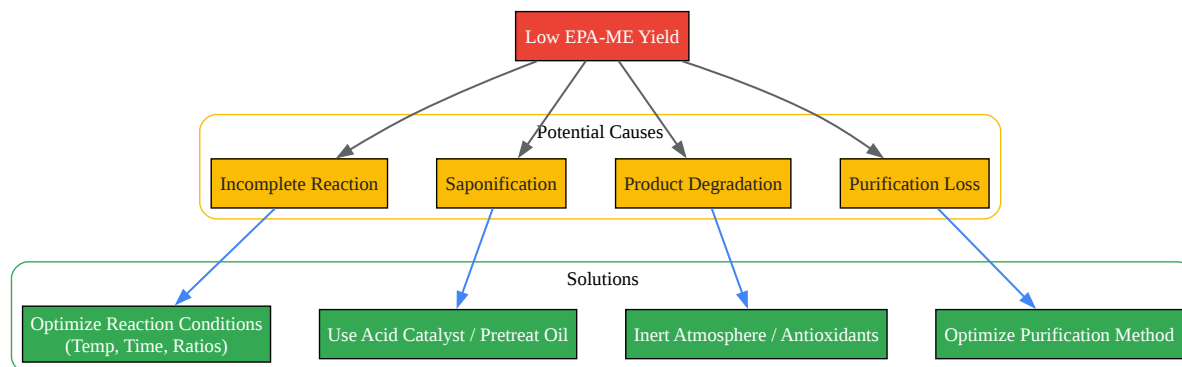 Low EPA-ME Yield
Potential Causes
Incomplete Reaction
Saponification
Product Degradation
Purification Loss
Solutions
Optimize Reaction Conditions
(Temp, Time, Ratios)
Use Acid Catalyst / Pretreat Oil
Inert Atmosphere / Antioxidants
Optimize Purification Method